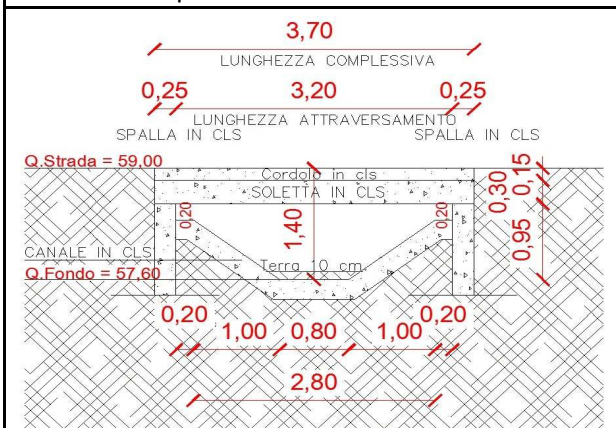 3,70
LUNGHEZZA COMPLESSIVA
0,25 3,20 0,25
LUNGHEZZA ATTRAVERSAMENTO
SPALLA IN CLS SPALLA IN CLS
Q.Strada = 59,00
Cordolo in cls
SOLETTA IN CLS
0,15
0,30
0,20 1,40 0,20
0,95
CANALE IN CLS
Terra 10 cm.
Q.Fondo = 57,60
0,20 0,20
1,00 0,80 1,00
2,80